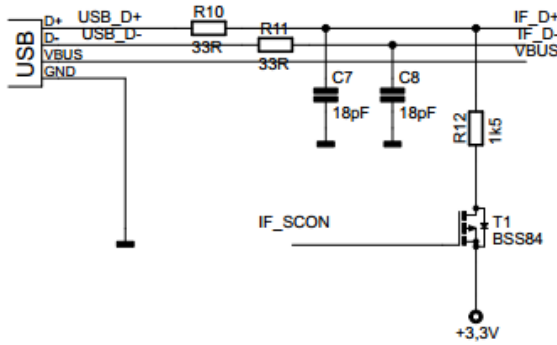 D+ USB_D+ R10 IF_D+
D- USB_D- R11 IF_D-
USB VBUS 33R 33R VBUS
GND
C7 C8
18pF 18pF
R12 1k5
IF_SCON T1
BSS84
+3,3V